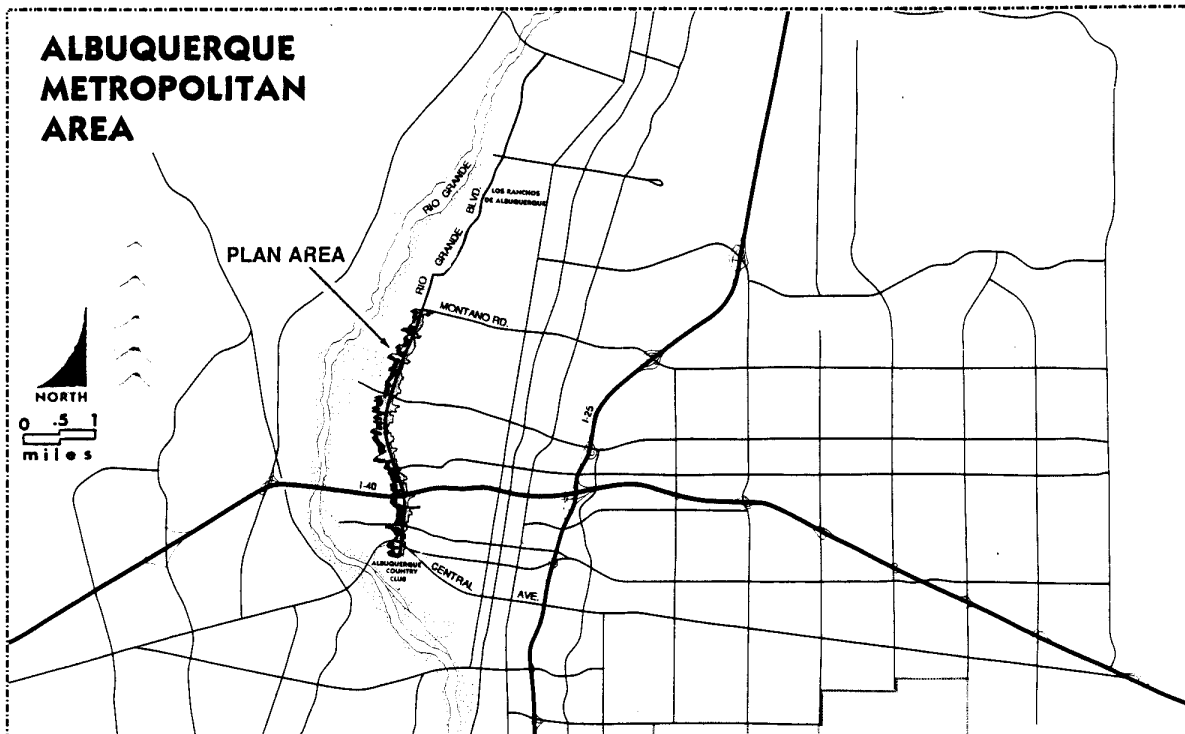 ALBUQUERQUE
METROPOLITAN
AREA
RIO GRANDE
LOS RANCHOS
DE ALBUQUERQUE
RIO GRANDE BLVD.
PLAN AREA
MONTANO RD.
NORTH
0 .5 1
miles
I-25
I-40
ALBUQUERQUE
COUNTRY
CLUB
CENTRAL AVE.